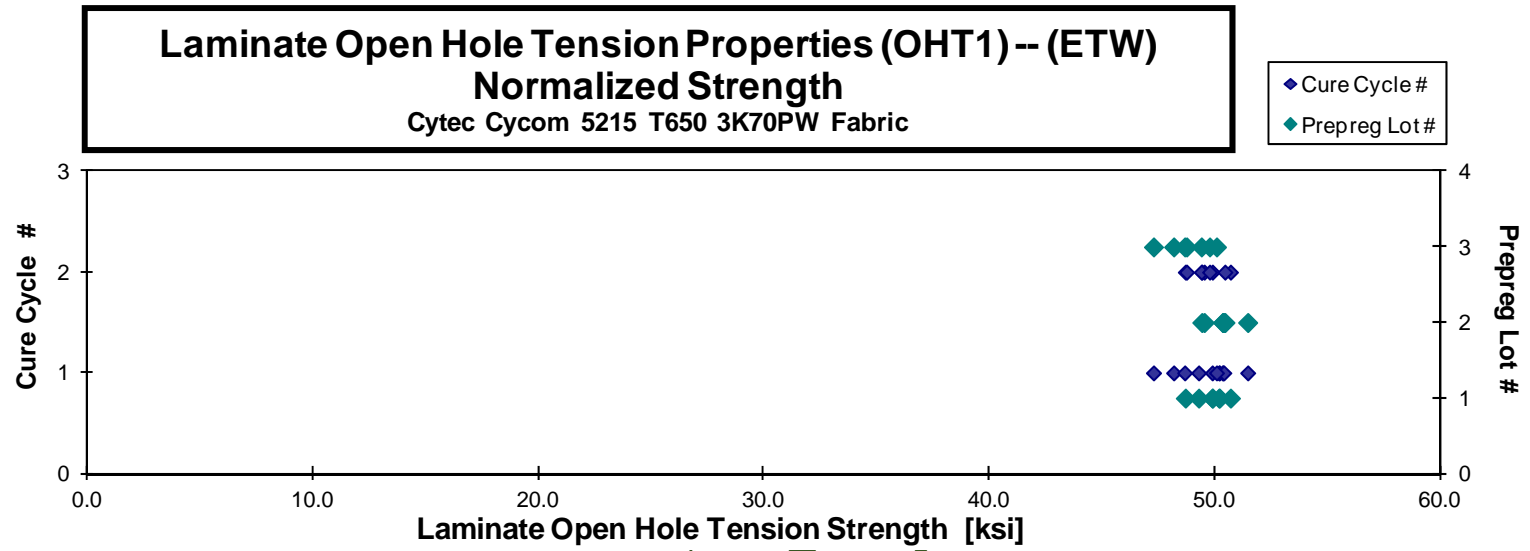 Laminate Open Hole Tension Properties (OHT1) -- (ETW)
Normalized Strength
Cytec Cycom 5215 T650 3K70PW Fabric
Cure Cycle #
Prepreg Lot #
3
2
1
0
Cure Cycle #
4
3
2
1
0
Prepreg Lot #
0.0 10.0 20.0 30.0 40.0 50.0 60.0
Laminate Open Hole Tension Strength [ksi]